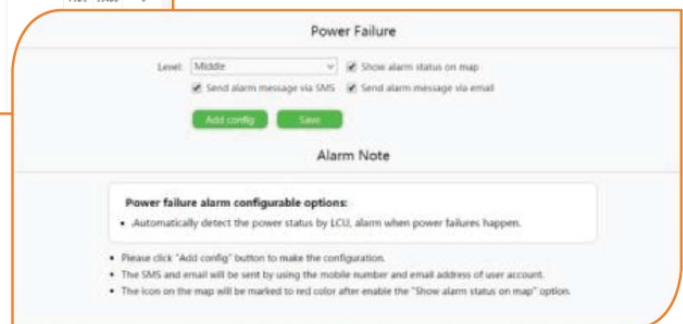 Power Failure
Level: Middle Show alarm status on map
Send alarm message via SMS Send alarm message via email
Add config Save
Alarm Note
Power failure alarm configurable options:
• Automatically detect the power status by LCU, alarm when power failures happen.
• Please click "Add config" button to make the configuration.
• The SMS and email will be sent by using the mobile number and email address of user account.
• The icon on the map will be marked to red color after enable the "Show alarm status on map" option.